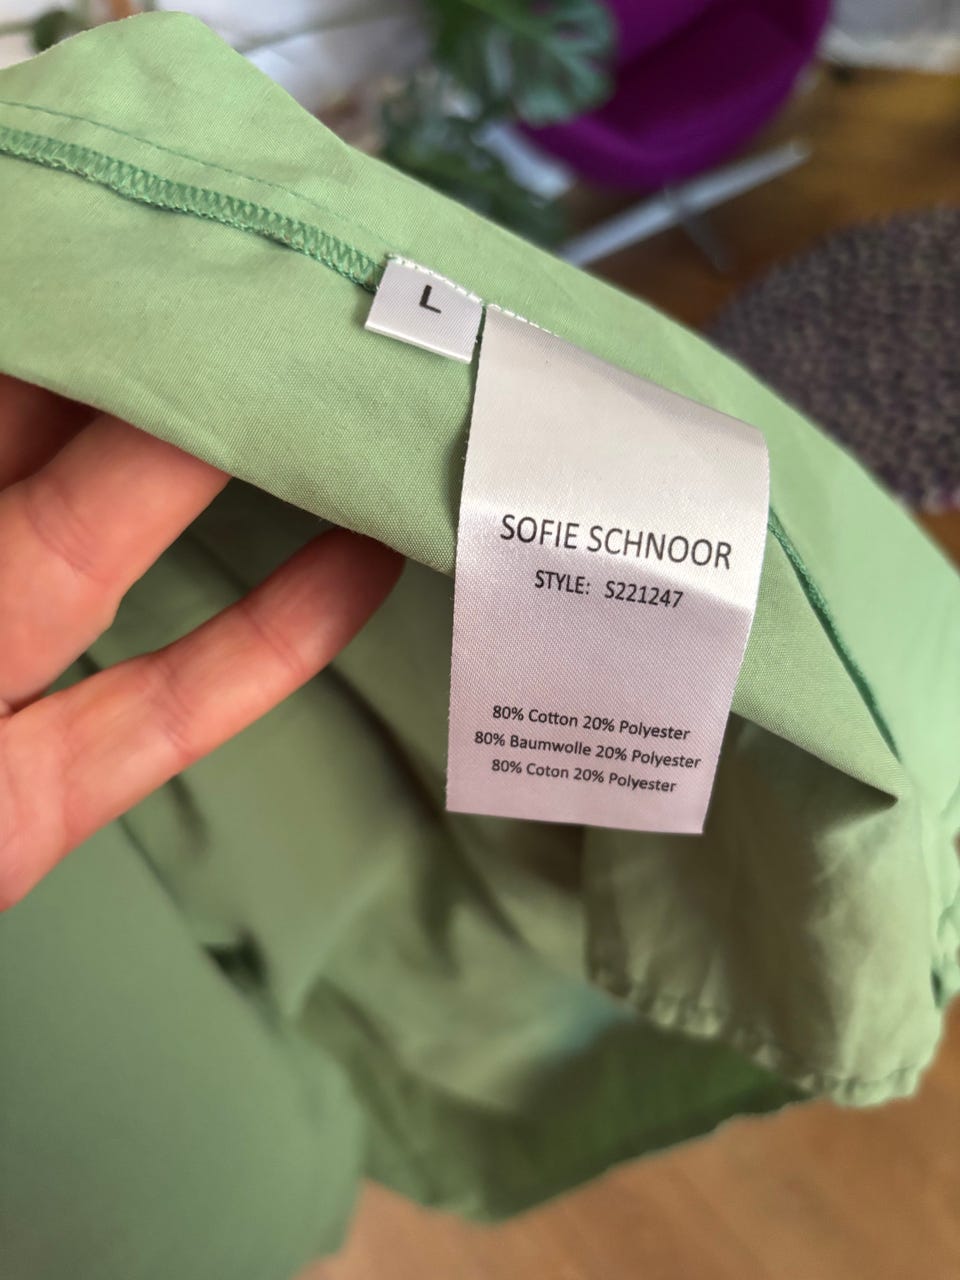 L
SOFIE SCHNOOR
STYLE: S221247
80% Cotton 20% Polyester
80% Baumwolle 20% Polyester
80% Coton 20% Polyester